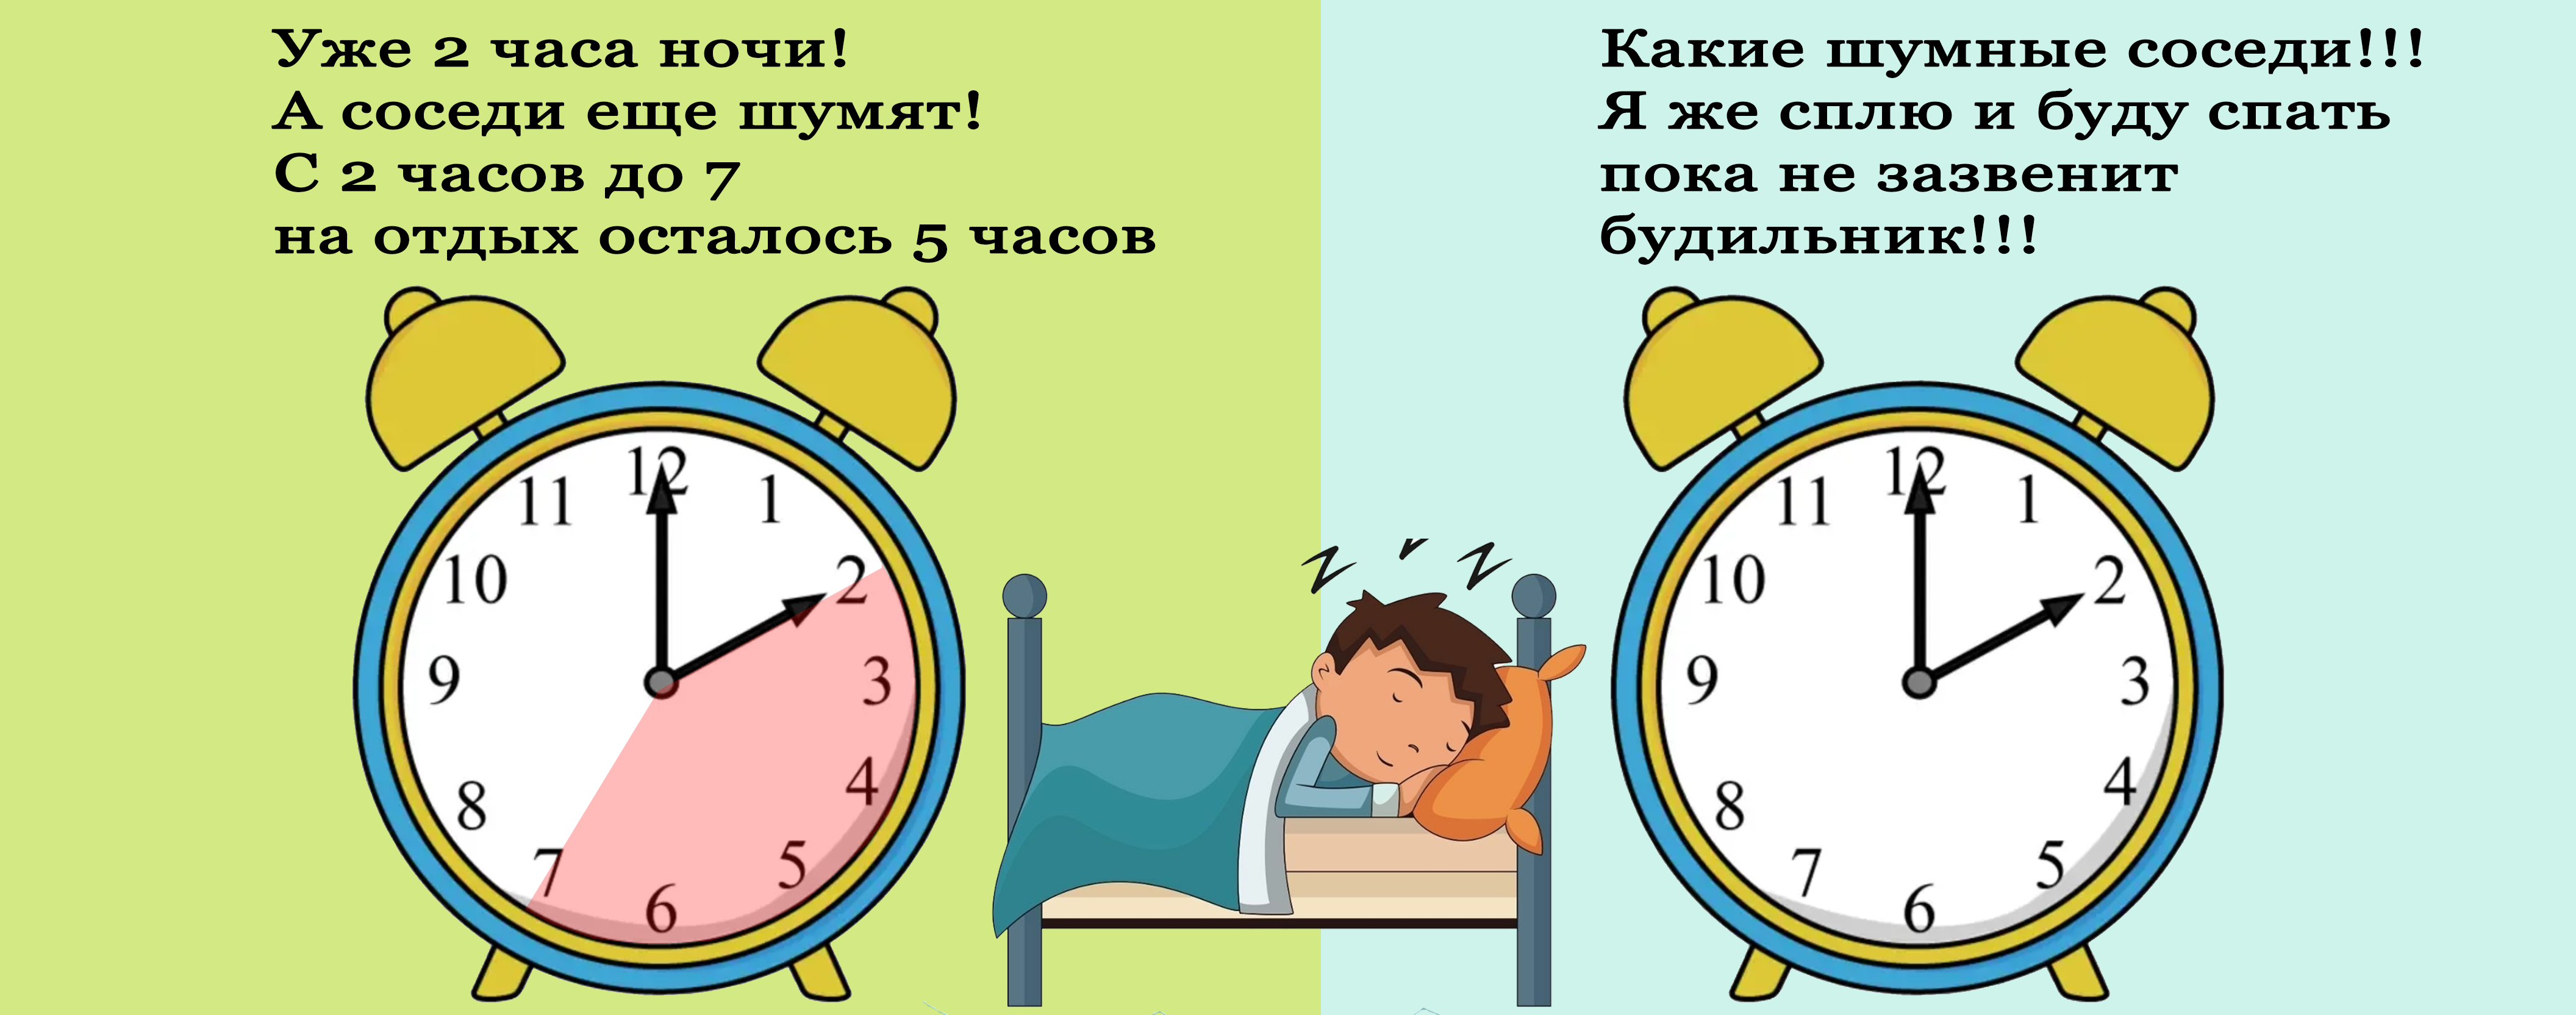 Уже 2 часа ночи!
А соседи еще шумят!
С 2 часов до 7
на отдых осталось 5 часов
Какие шумные соседи!!!
Я же сплю и буду спать
пока не зазвенит
будильник!!!
12
1
2
3
4
5
6
7
8
9
10
11
z z z
12
1
2
3
4
5
6
7
8
9
10
11